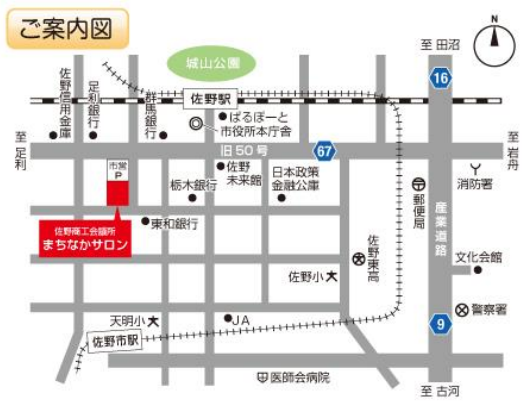 ご案内図
N
至 田沼
城山公園
16
佐野信用金庫
足利銀行
群馬銀行
佐野駅
ぱるぽーと
市役所本庁舎
至 足利
旧50号
67
至 岩舟
市営
P
佐野
未来館
日本政策
金融公庫
栃木銀行
消防署
郵便局
産業道路
佐野商工会議所
まちなかサロン
東和銀行
佐野東高
文化会館
佐野小
天明小
JA
9
警察署
佐野市駅
医師会病院
至 古河